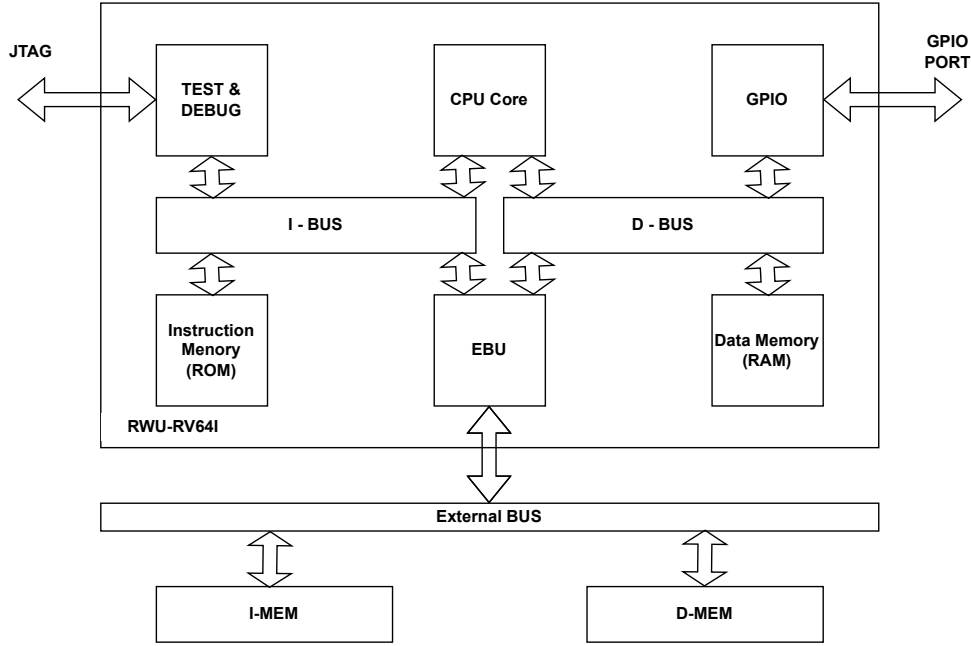 JTAG
GPIO
PORT
TEST &
DEBUG
CPU Core
GPIO
I - BUS
D - BUS
Instruction
Menory
(ROM)
EBU
Data Memory
(RAM)
RWU-RV64I
External BUS
I-MEM
D-MEM